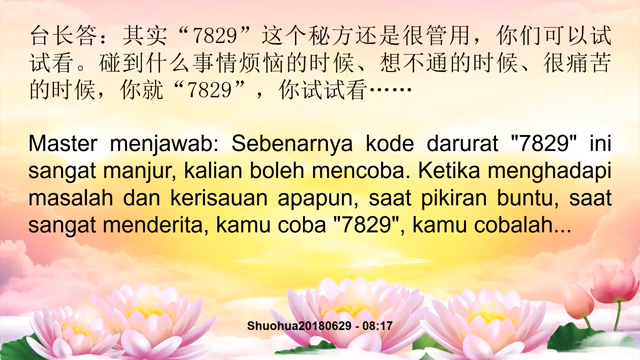 台长答：其实“7829”这个秘方还是很管用，你们可以试
试看。碰到什么事情烦恼的时候、想不通的时候、很痛苦
的时候，你就“7829”，你试试看……
Master menjawab: Sebenarnya kode darurat "7829" ini
sangat manjur, kalian boleh mencoba. Ketika menghadapi
masalah dan kerisauan apapun, saat pikiran buntu, saat
sangat menderita, kamu coba "7829", kamu cobalah...
Shuohua20180629 - 08:17